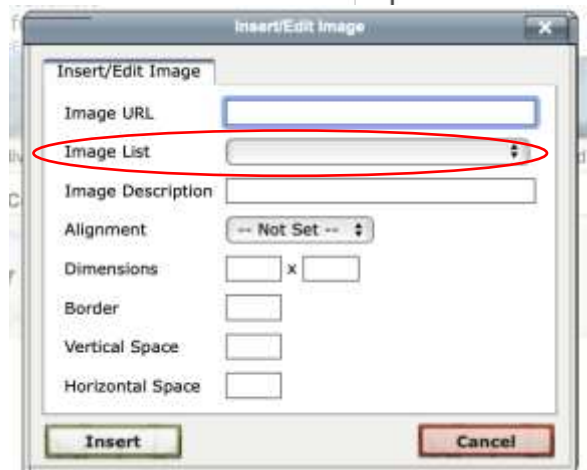 Insert/Edit Image
Insert/Edit Image
Image URL
Image List
Image Description
Alignment -- Not Set --
Dimensions x
Border
Vertical Space
Horizontal Space
Insert Cancel